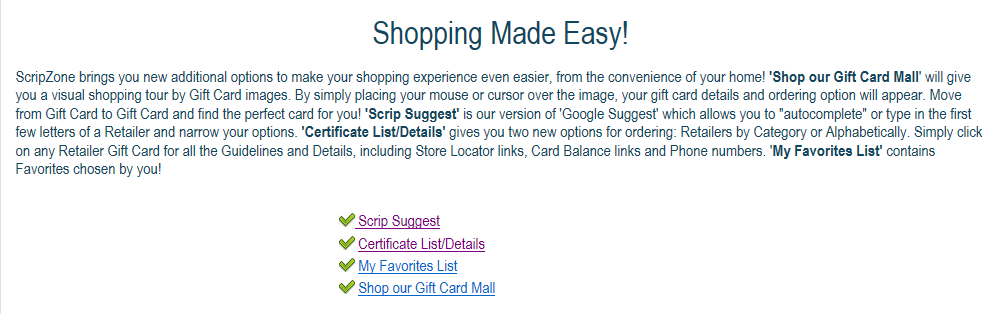 Shopping Made Easy!
ScripZone brings you new additional options to make your shopping experience even easier, from the convenience of your home! 'Shop our Gift Card Mall' will give
you a visual shopping tour by Gift Card images. By simply placing your mouse or cursor over the image, your gift card details and ordering option will appear. Move
from Gift Card to Gift Card and find the perfect card for you! 'Scrip Suggest' is our version of 'Google Suggest' which allows you to "autocomplete" or type in the first
few letters of a Retailer and narrow your options. 'Certificate List/Details' gives you two new options for ordering: Retailers by Category or Alphabetically. Simply click
on any Retailer Gift Card for all the Guidelines and Details, including Store Locator links, Card Balance links and Phone numbers. 'My Favorites List' contains
Favorites chosen by you!
Scrip Suggest
Certificate List/Details
My Favorites List
Shop our Gift Card Mall